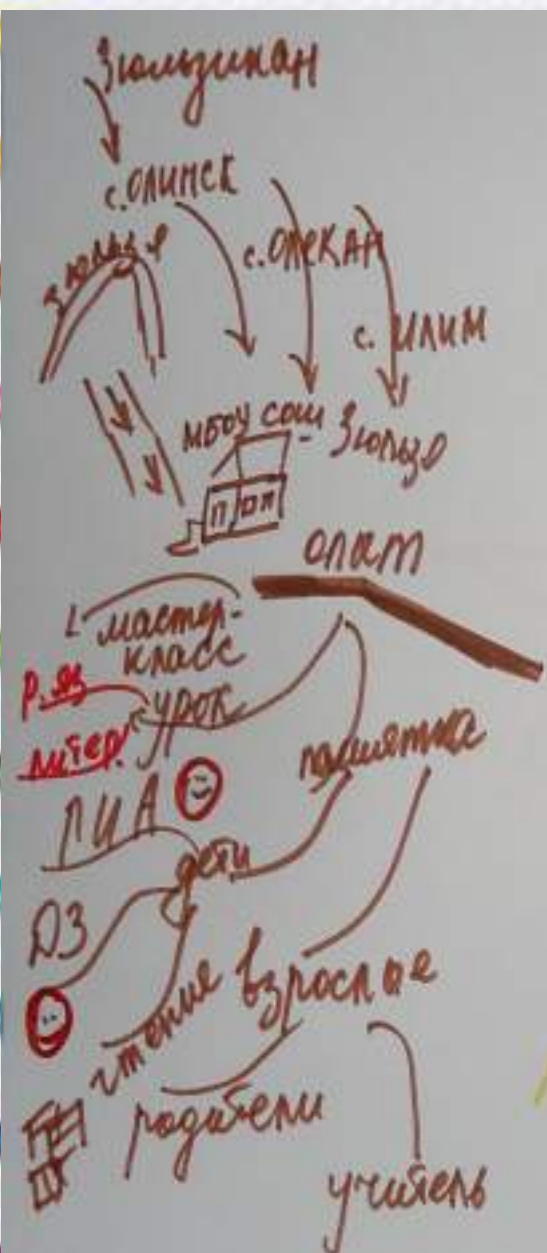 Зюльзикан
с. ОЛИНСК
Зюльзя
с. ОЛЕКАН
с. ИЛИМ
МБОУ СОШ
Зюльзя
опыт
мастер-
класс
р. яз
урок
литер.
памятка
дети
ДЗ
чтение
взрослые
родители
учитель